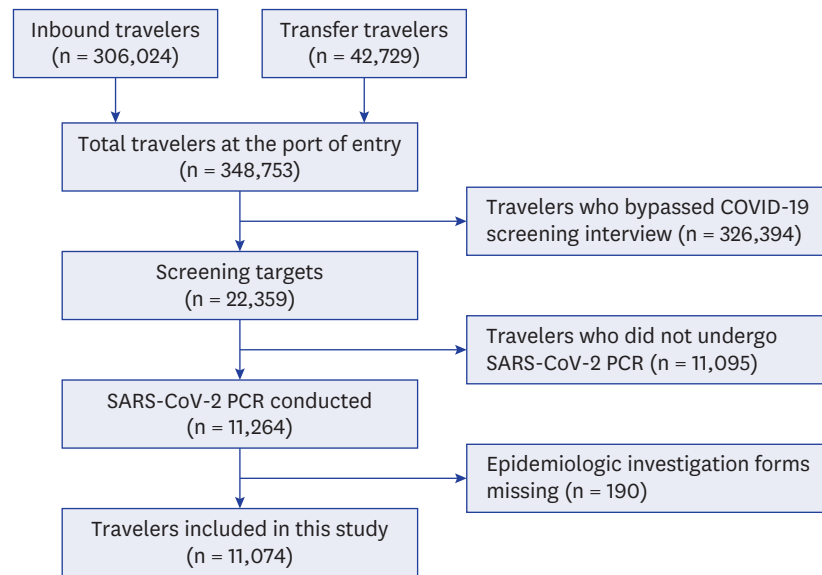 Inbound travelers
(n = 306,024)
Transfer travelers
(n = 42,729)
Total travelers at the port of entry
(n = 348,753)
Travelers who bypassed COVID-19
screening interview (n = 326,394)
Screening targets
(n = 22,359)
Travelers who did not undergo
SARS-CoV-2 PCR (n = 11,095)
SARS-CoV-2 PCR conducted
(n = 11,264)
Epidemiologic investigation forms
missing (n = 190)
Travelers included in this study
(n = 11,074)